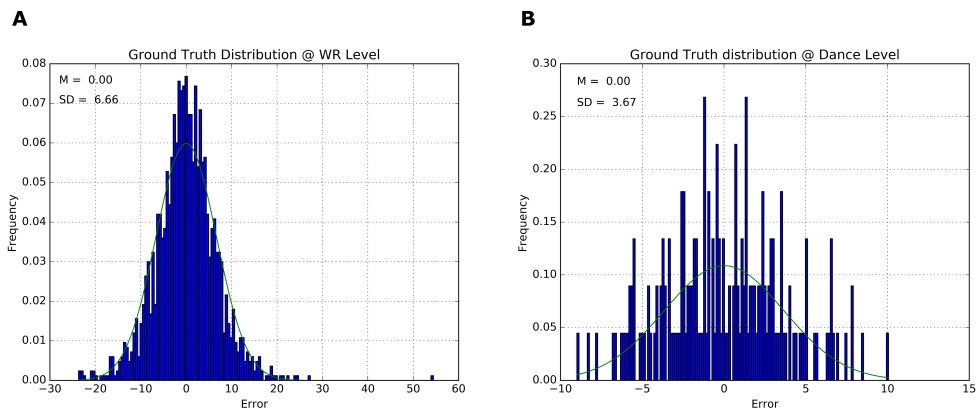 A
Ground Truth Distribution @ WR Level
M = 0.00
SD = 6.66
Frequency
0.08
0.07
0.06
0.05
0.04
0.03
0.02
0.01
0.00
−30 −20 −10 0 10 20 30 40 50 60
Error
B
Ground Truth distribution @ Dance Level
M = 0.00
SD = 3.67
Frequency
0.30
0.25
0.20
0.15
0.10
0.05
0.00
−10 −5 0 5 10 15
Error